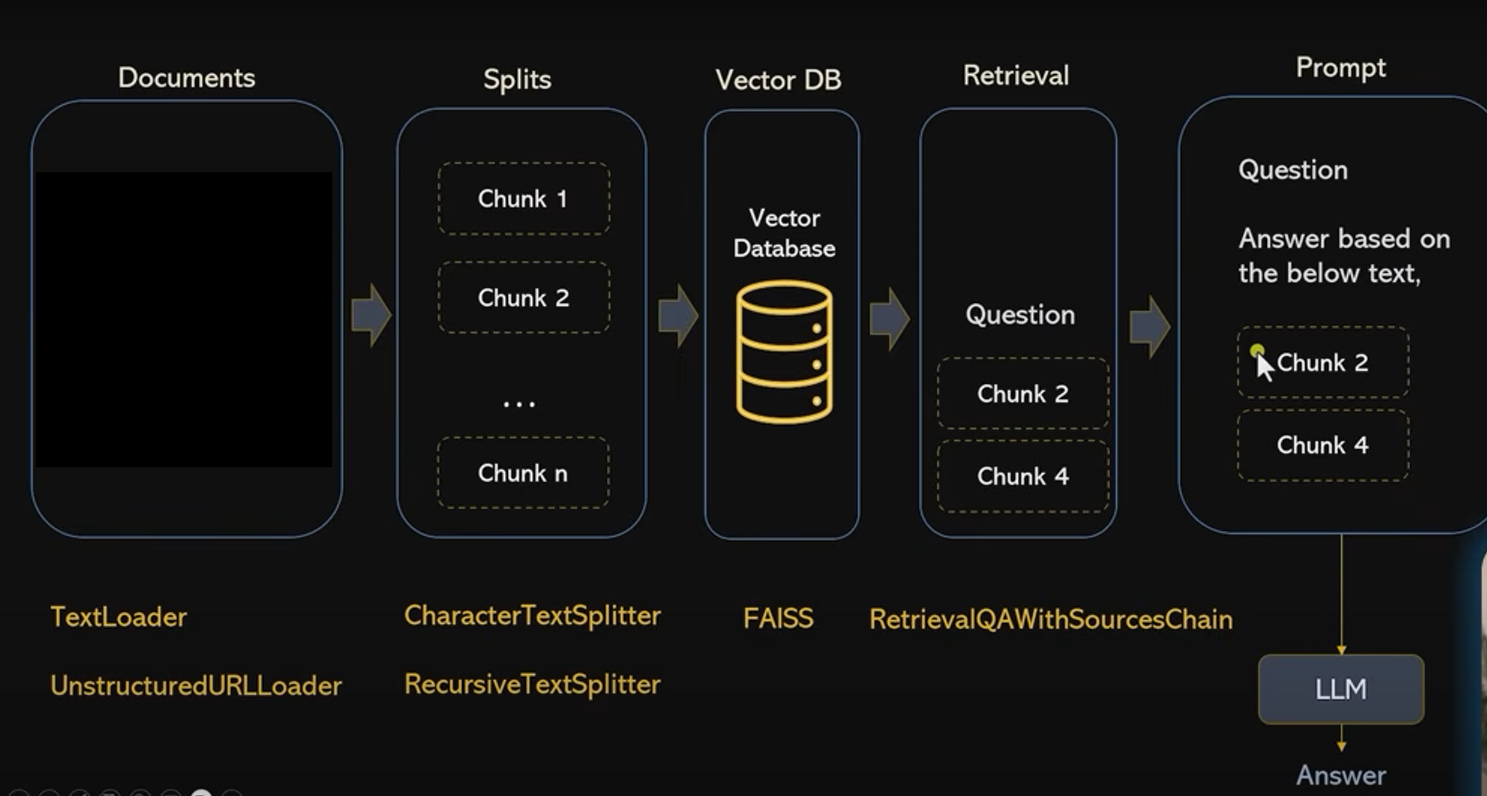 Documents
Splits
Vector DB
Retrieval
Prompt
Chunk 1
Chunk 2
...
Chunk n
Vector
Database
Question
Chunk 2
Chunk 4
Question
Answer based on
the below text,
Chunk 2
Chunk 4
TextLoader
UnstructuredURLLoader
CharacterTextSplitter
RecursiveTextSplitter
FAISS
RetrievalQAWithSourcesChain
LLM
Answer